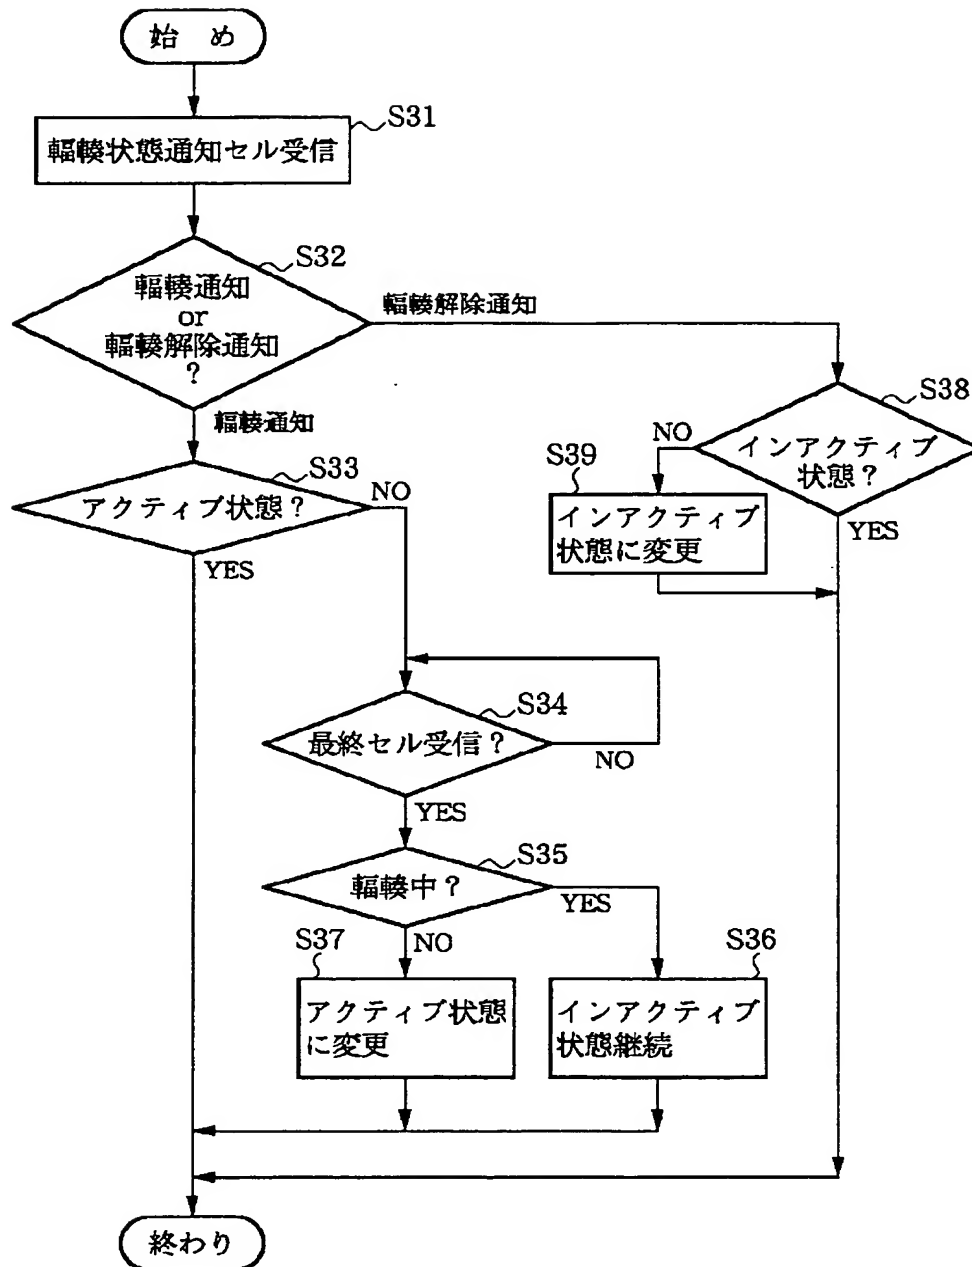 始 め
S31
輻輳状態通知セル受信
S32
輻輳通知
or
輻輳解除通知
?
輻輳解除通知
輻輳通知
S38
インアクティブ
状態?
NO
YES
S39
インアクティブ
状態に変更
S33
アクティブ状態?
NO
YES
S34
最終セル受信?
NO
YES
S35
輻輳中?
YES
NO
S37
アクティブ状態
に変更
S36
インアクティブ
状態継続
終わり